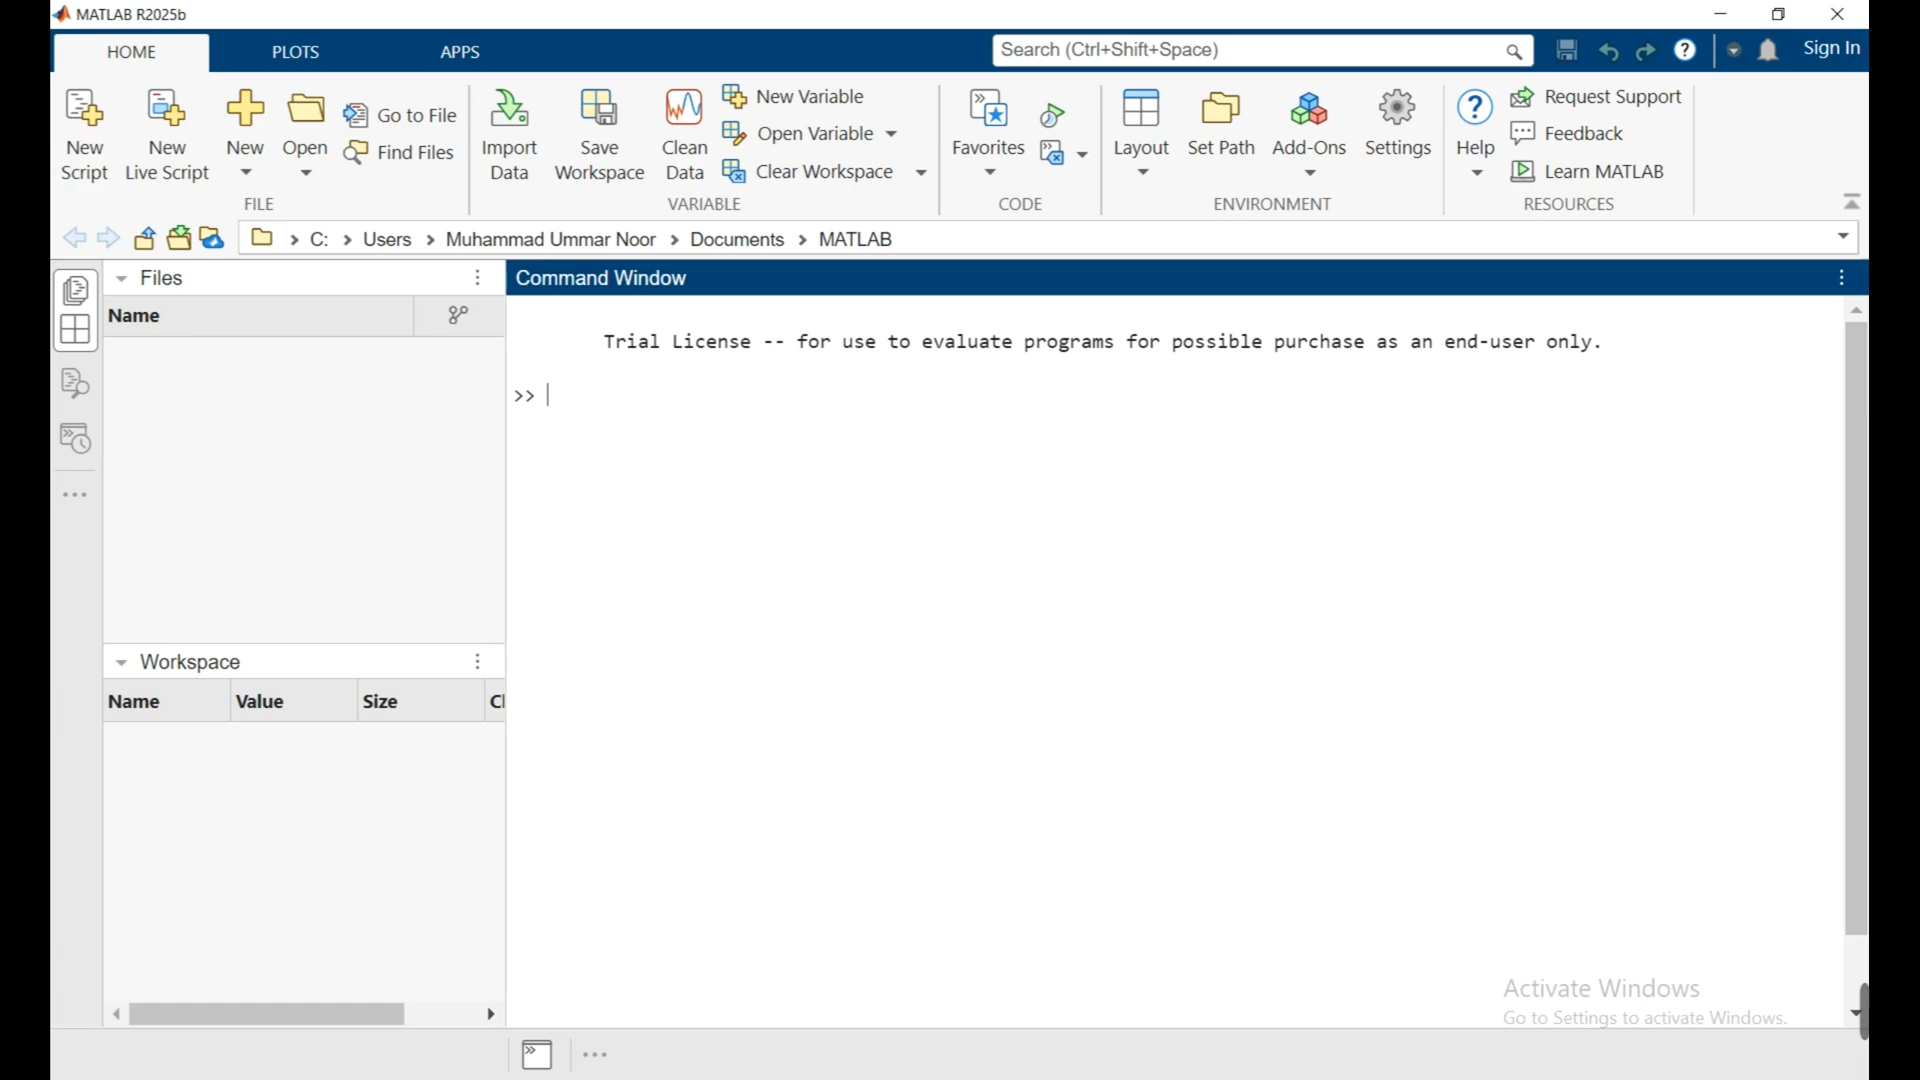 MATLAB R2025b
HOME PLOTS APPS Search (Ctrl+Shift+Space) Sign In
New Script
New Live Script
New
Open
Go to File
Find Files
FILE
Import Data
Save Workspace
Clean Data
New Variable
Open Variable
Clear Workspace
VARIABLE
Favorites
CODE
Layout
Set Path
Add-Ons
Settings
ENVIRONMENT
Help
Request Support
Feedback
Learn MATLAB
RESOURCES
› C: › Users › Muhammad Ummar Noor › Documents › MATLAB
Files
Name
Command Window
Trial License -- for use to evaluate programs for possible purchase as an end-user only.
>>
Workspace
Name Value Size Cl
Activate Windows
Go to Settings to activate Windows.